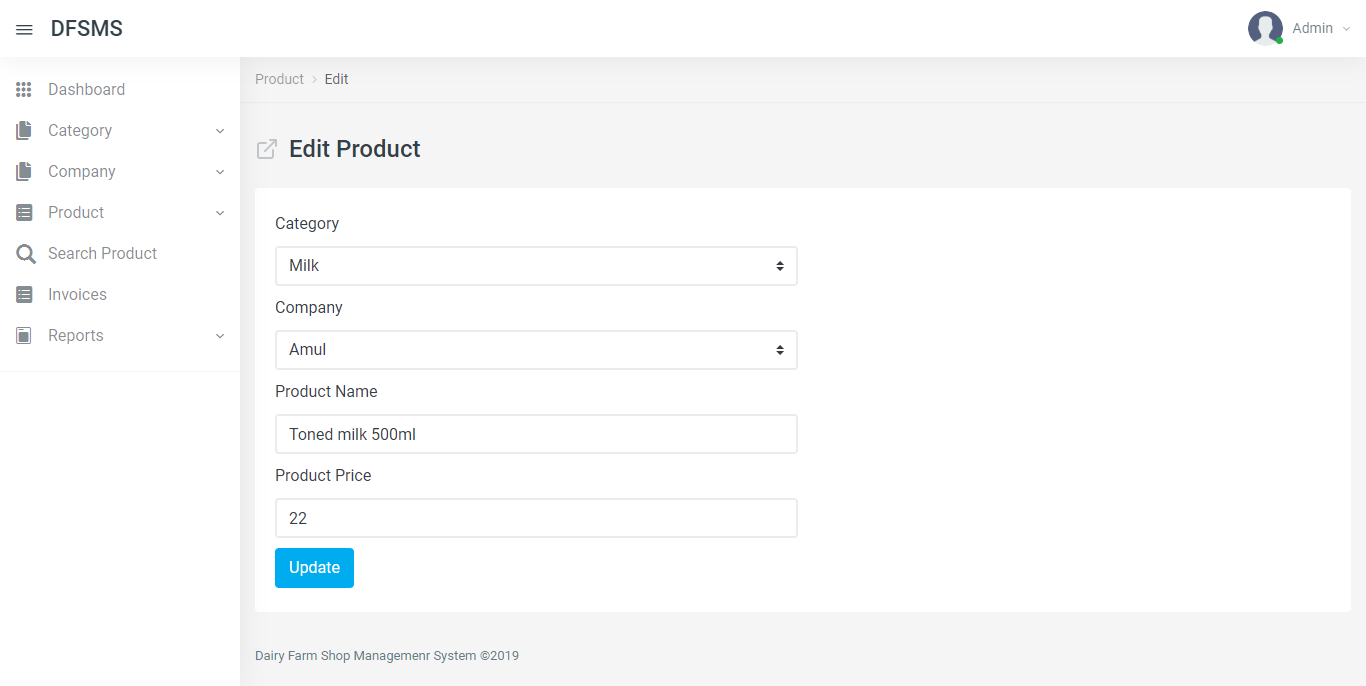 DFSMS
Admin
Dashboard
Category
Company
Product
Search Product
Invoices
Reports
Product > Edit
Edit Product
Category
Milk
Company
Amul
Product Name
Toned milk 500ml
Product Price
22
Update
Dairy Farm Shop Managemenr System ©2019